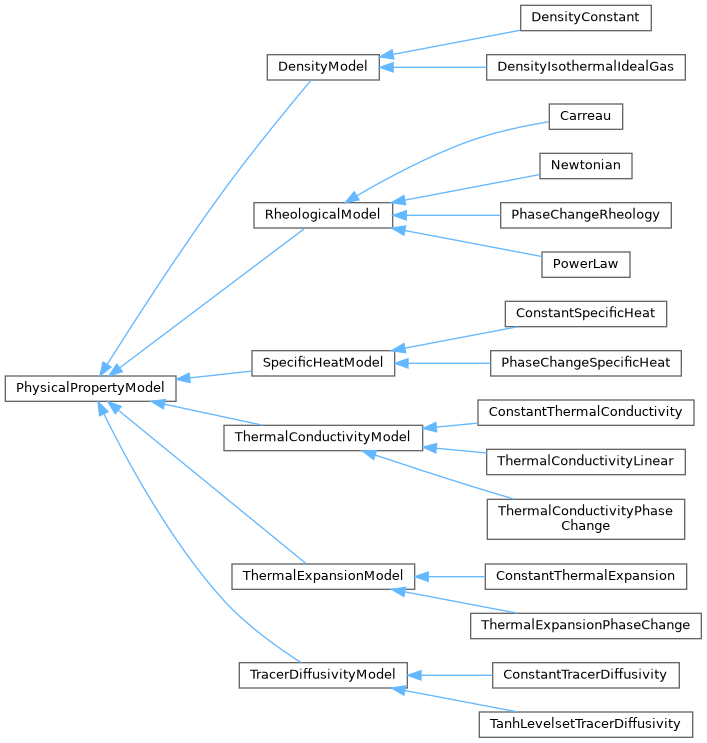 DensityConstant
DensityModel
DensityIsothermalIdealGas
Carreau
Newtonian
RheologicalModel
PhaseChangeRheology
PowerLaw
ConstantSpecificHeat
SpecificHeatModel
PhaseChangeSpecificHeat
PhysicalPropertyModel
ConstantThermalConductivity
ThermalConductivityModel
ThermalConductivityLinear
ThermalConductivityPhase
Change
ThermalExpansionModel
ConstantThermalExpansion
ThermalExpansionPhaseChange
TracerDiffusivityModel
ConstantTracerDiffusivity
TanhLevelsetTracerDiffusivity